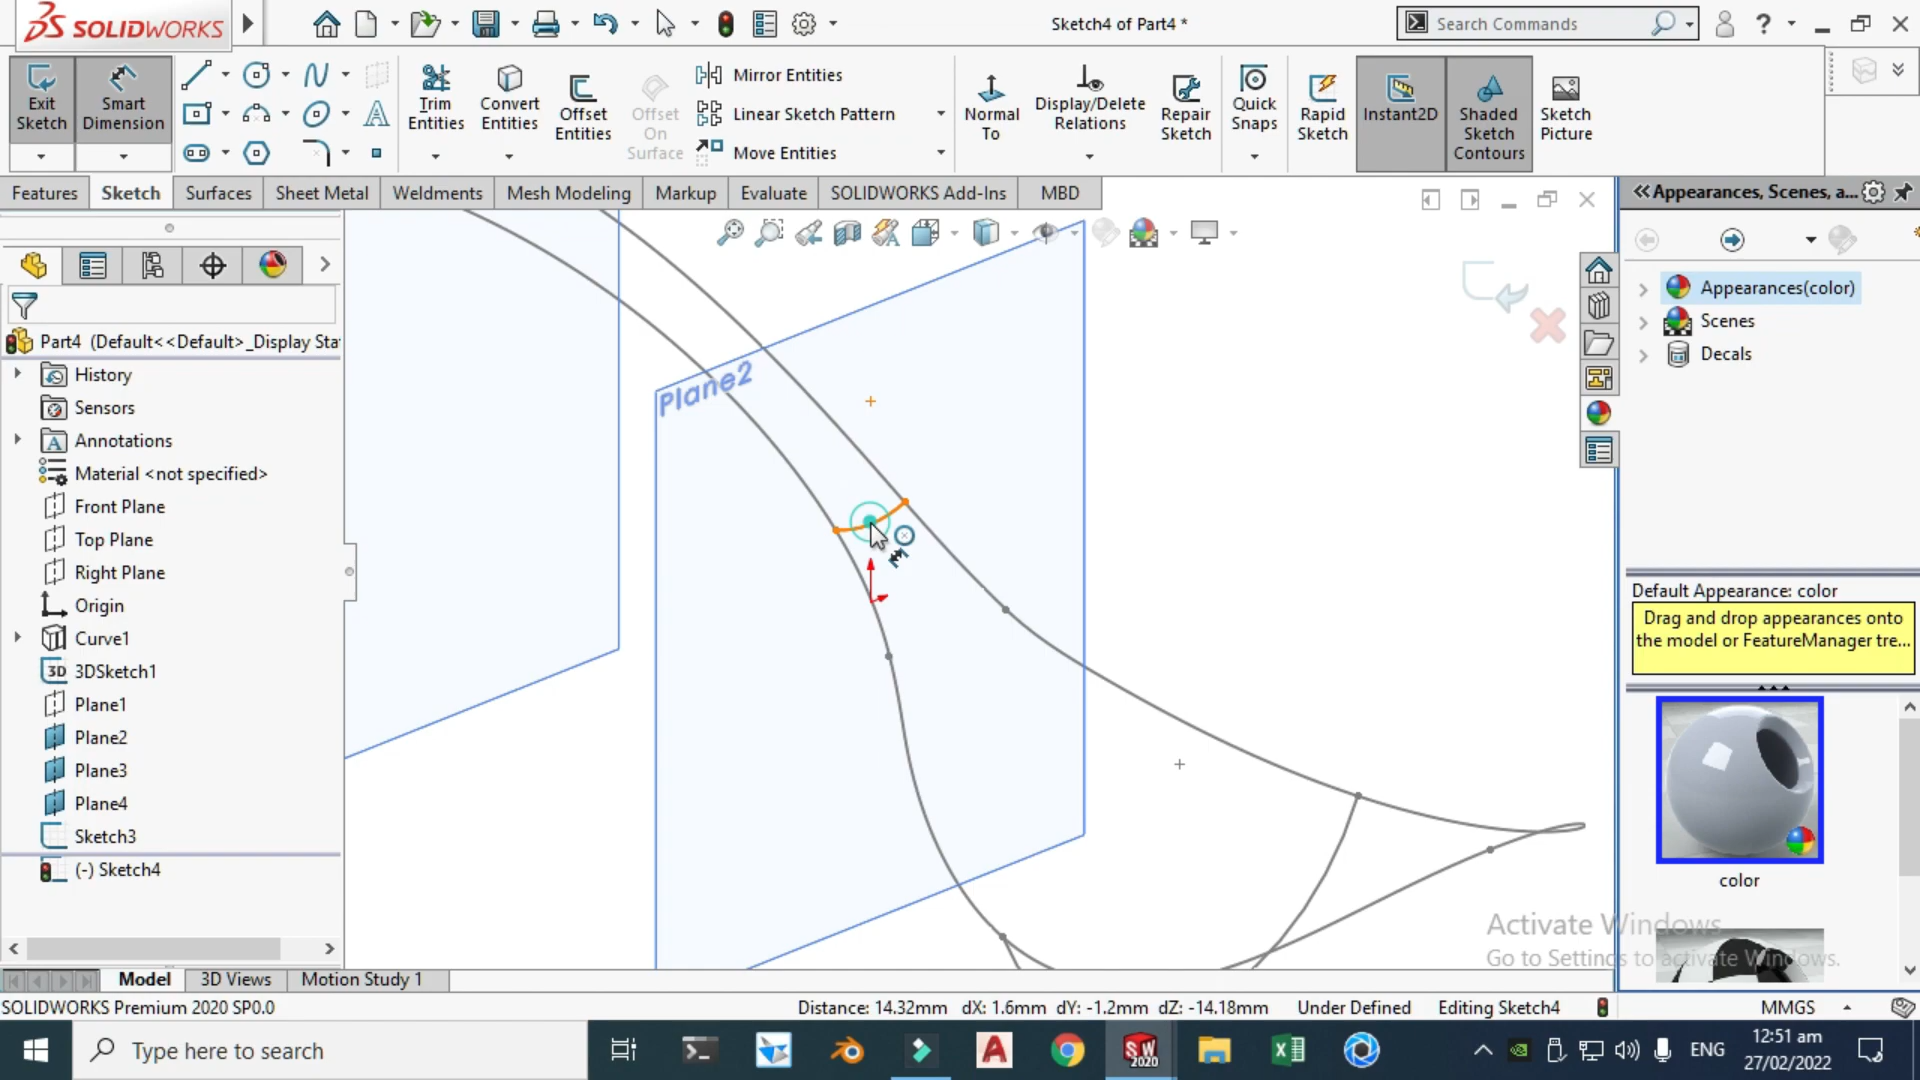 SOLIDWORKS
Sketch4 of Part4 *
Search Commands
Exit Sketch
Smart Dimension
Trim Entities
Convert Entities
Offset Entities
Offset On Surface
Mirror Entities
Linear Sketch Pattern
Move Entities
Normal To
Display/Delete Relations
Repair Sketch
Quick Snaps
Rapid Sketch
Instant2D
Shaded Sketch Contours
Sketch Picture
Features
Sketch
Surfaces
Sheet Metal
Weldments
Mesh Modeling
Markup
Evaluate
SOLIDWORKS Add-Ins
MBD
Part4 (Default<<Default>_Display Sta
History
Sensors
Annotations
Material <not specified>
Front Plane
Top Plane
Right Plane
Origin
Curve1
3D 3DSketch1
Plane1
Plane2
Plane3
Plane4
Sketch3
(-) Sketch4
Plane2
Appearances, Scenes, a...
Appearances(color)
Scenes
Decals
Default Appearance: color
Drag and drop appearances onto
the model or FeatureManager tre...
color
Activate Windows
Go to Settings to activate Windows.
Model
3D Views
Motion Study 1
SOLIDWORKS Premium 2020 SP0.0
Distance: 14.32mm dX: 1.6mm dY: -1.2mm dZ: -14.18mm
Under Defined
Editing Sketch4
MMGS
Type here to search
SW
2020
ENG
12:51 am
27/02/2022